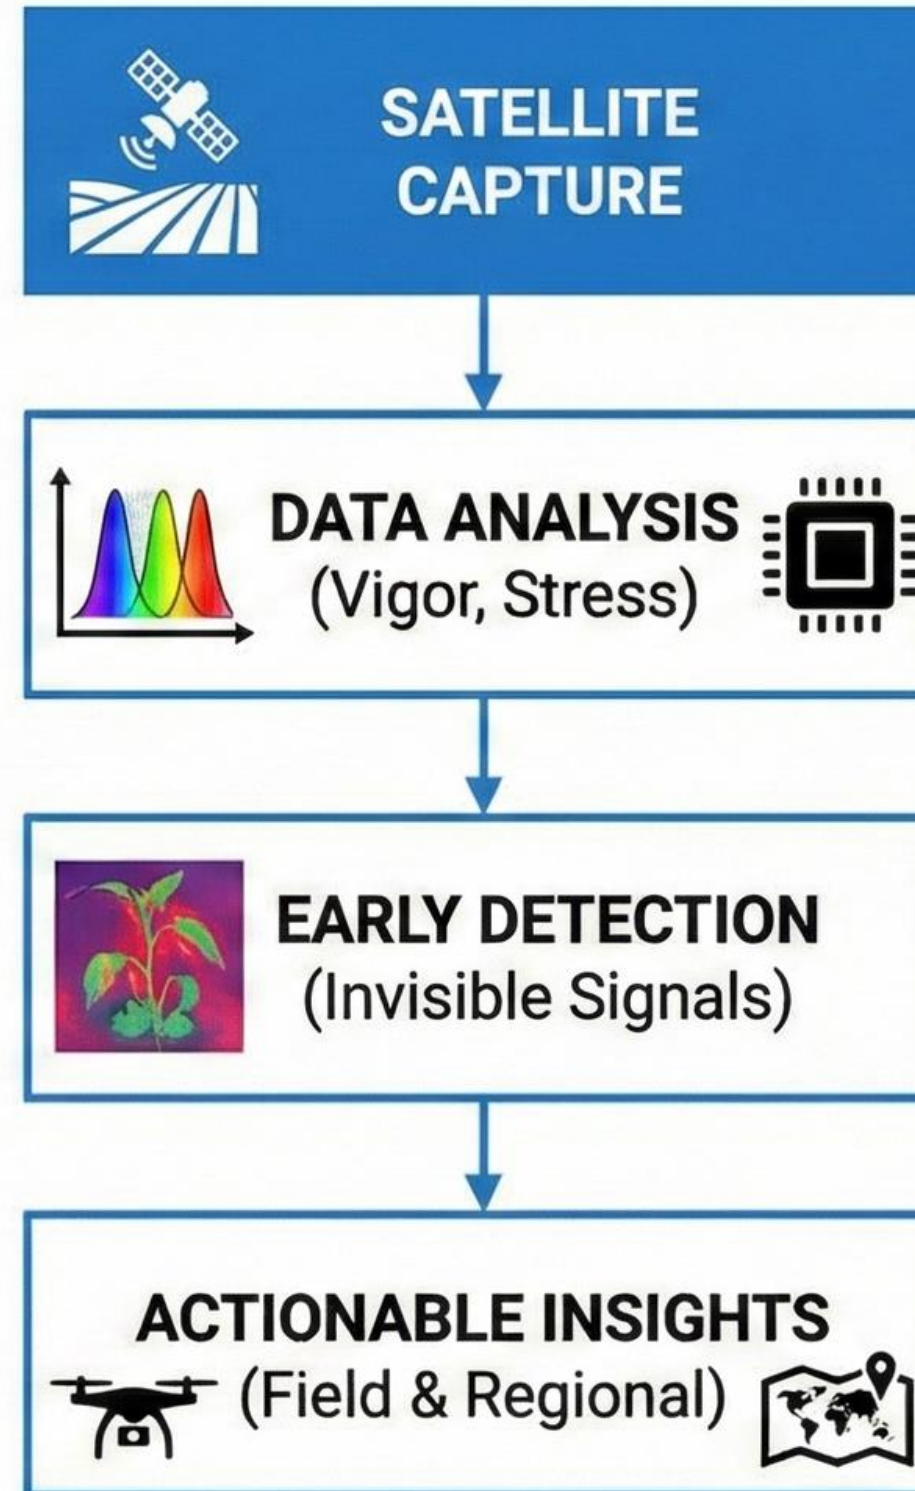 SATELLITE
CAPTURE
DATA ANALYSIS
(Vigor, Stress)
EARLY DETECTION
(Invisible Signals)
ACTIONABLE INSIGHTS
(Field & Regional)